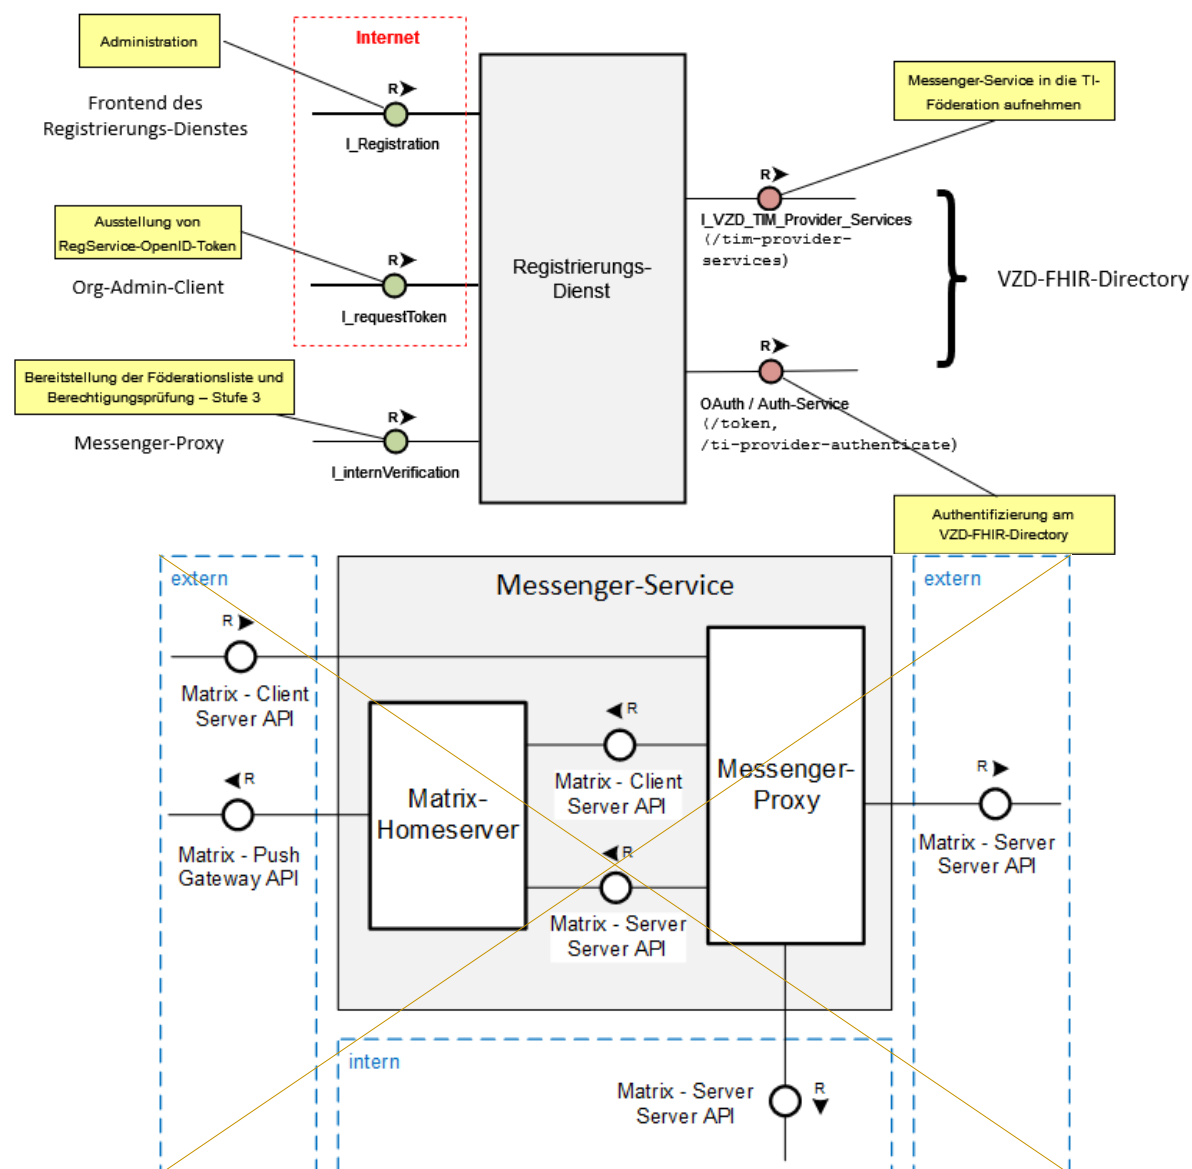 Administration
Internet
Frontend des
Registrierungs-Dienstes
R
I_Registration
Messenger-Service in die TI-
Föderation aufnehmen
R
I_VZD_TIM_Provider_Services
(/tim-provider-
services)
Ausstellung von
RegService-OpenID-Token
Org-Admin-Client
R
I_requestToken
Registrierungs-
Dienst
VZD-FHIR-Directory
R
OAuth / Auth-Service
(/token,
/ti-provider-authenticate)
Bereitstellung der Föderationsliste und
Berechtigungsprüfung – Stufe 3
Messenger-Proxy
R
I_internVerification
Authentifizierung am
VZD-FHIR-Directory
extern
Messenger-Service
extern
R
Matrix - Client
Server API
R
Matrix - Push
Gateway API
Matrix-
Homeserver
R
Matrix - Client
Server API
R
Matrix - Server
Server API
Messenger-
Proxy
R
Matrix - Server
Server API
intern
Matrix - Server
Server API
R